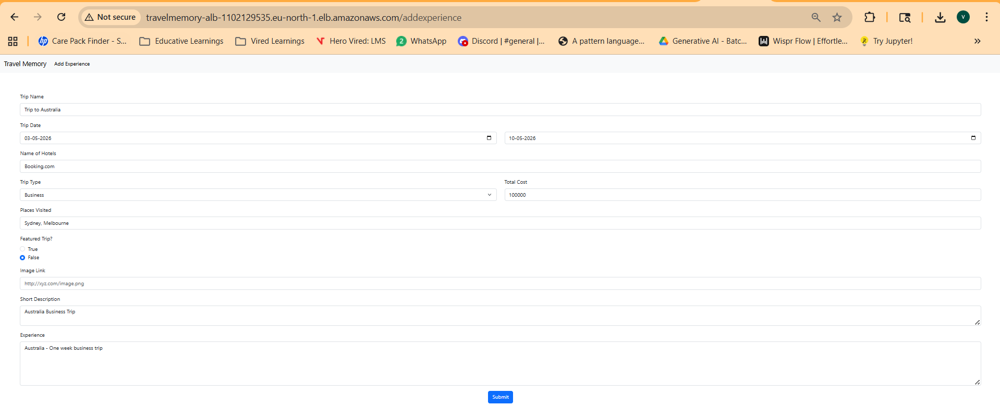 Not secure travelmemory-alb-1102129535.eu-north-1.elb.amazonaws.com/addexperience V
Care Pack Finder - S... Educative Learnings Vired Learnings Hero Vired: LMS 2 WhatsApp Discord | #general |... A pattern language... Generative AI - Batc... Wispr Flow | Effortle... Try Jupyter! »
Travel Memory Add Experience
Trip Name
Trip to Australia
Trip Date
03-05-2026 10-05-2026
Name of Hotels
Booking.com
Trip Type Total Cost
Business 100000
Places Visited
Sydney, Melbourne
Featured Trip?
True
False
Image Link
http://xyz.com/image.png
Short Description
Australia Business Trip
Experience
Australia - One week business trip
Submit